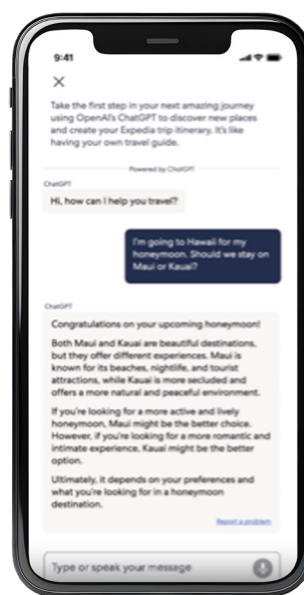 9:41
Take the first step in your next amazing journey
using OpenAI's ChatGPT to discover new places
and create your Expedia trip itinerary. It's like
having your own travel guide.
Powered by ChatGPT
ChatGPT
Hi, how can I help you travel?
I'm going to Hawaii for my
honeymoon. Should we stay on
Maui or Kauai?
ChatGPT
Congratulations on your upcoming honeymoon!
Both Maui and Kauai are beautiful destinations,
but they offer different experiences. Maui is
known for its beaches, nightlife, and tourist
attractions, while Kauai is more secluded and
offers a more natural and peaceful environment.
If you're looking for a more active and lively
honeymoon, Maui might be the better choice.
However, if you're looking for a more romantic and
intimate experience, Kauai might be the better
option.
Ultimately, it depends on your preferences and
what you're looking for in a honeymoon
destination.
Report a problem
Type or speak your message